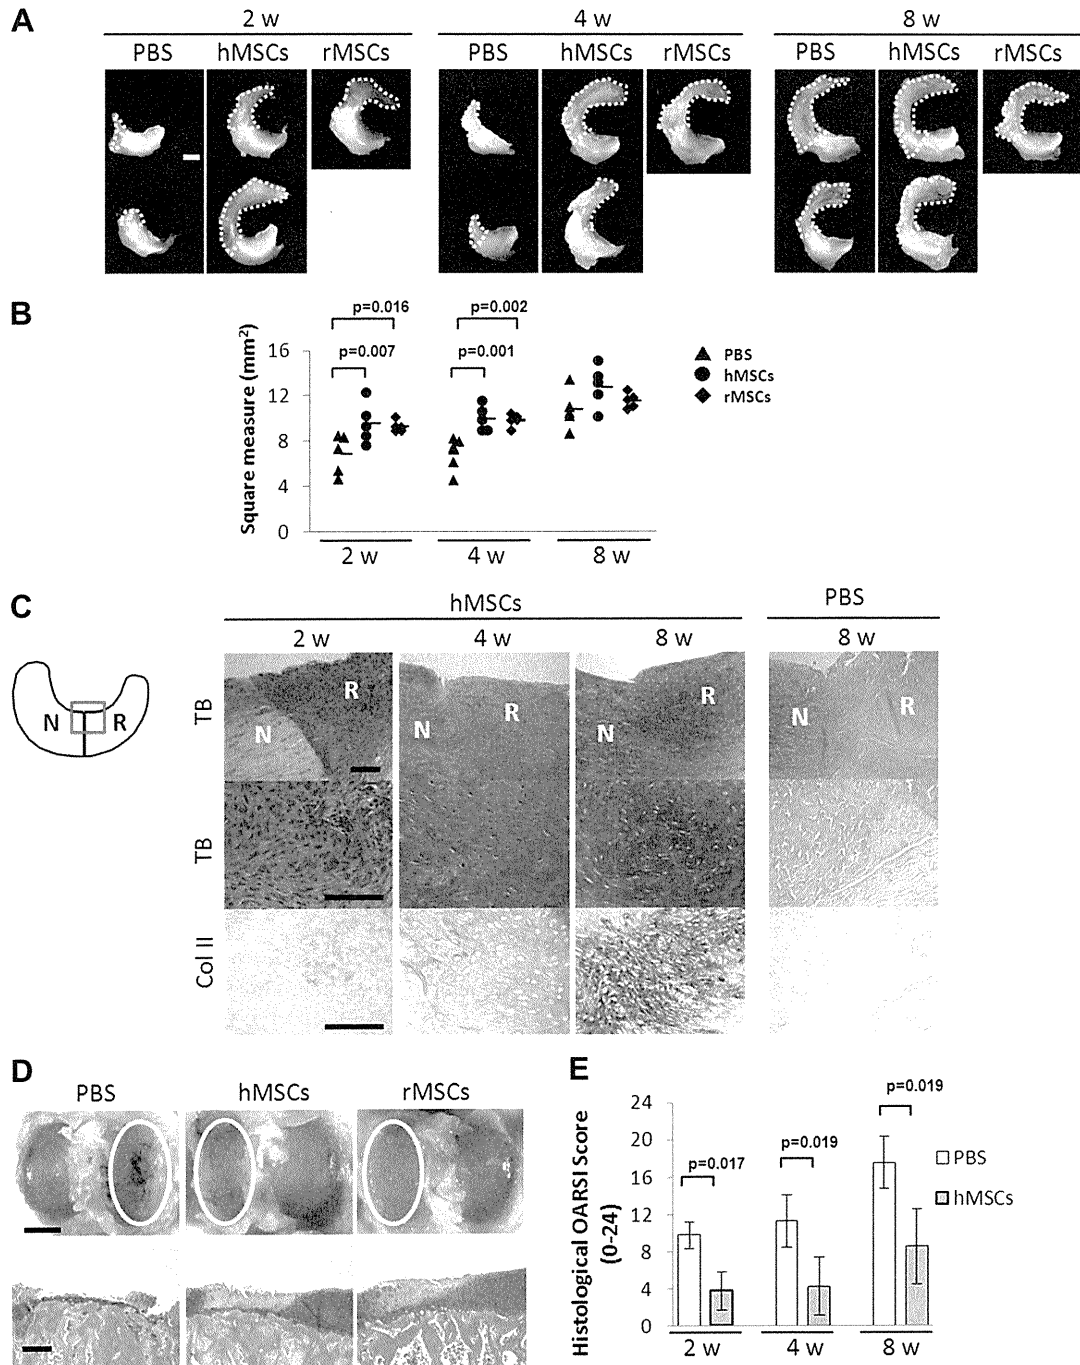 A
2 w
4 w
8 w
PBS
hMSCs
rMSCs
PBS
hMSCs
rMSCs
PBS
hMSCs
rMSCs
B
p=0.016
p=0.002
p=0.007
p=0.001
Square measure (mm²)
16
12
8
4
0
PBS
hMSCs
rMSCs
2 w
4 w
8 w
C
hMSCs
PBS
2 w
4 w
8 w
8 w
N
R
TB
N
R
N
R
N
R
N
R
TB
Col II
D
PBS
hMSCs
rMSCs
E
Histological OARSI Score
(0-24)
24
20
16
12
8
4
0
p=0.017
p=0.019
p=0.019
PBS
hMSCs
2 w
4 w
8 w